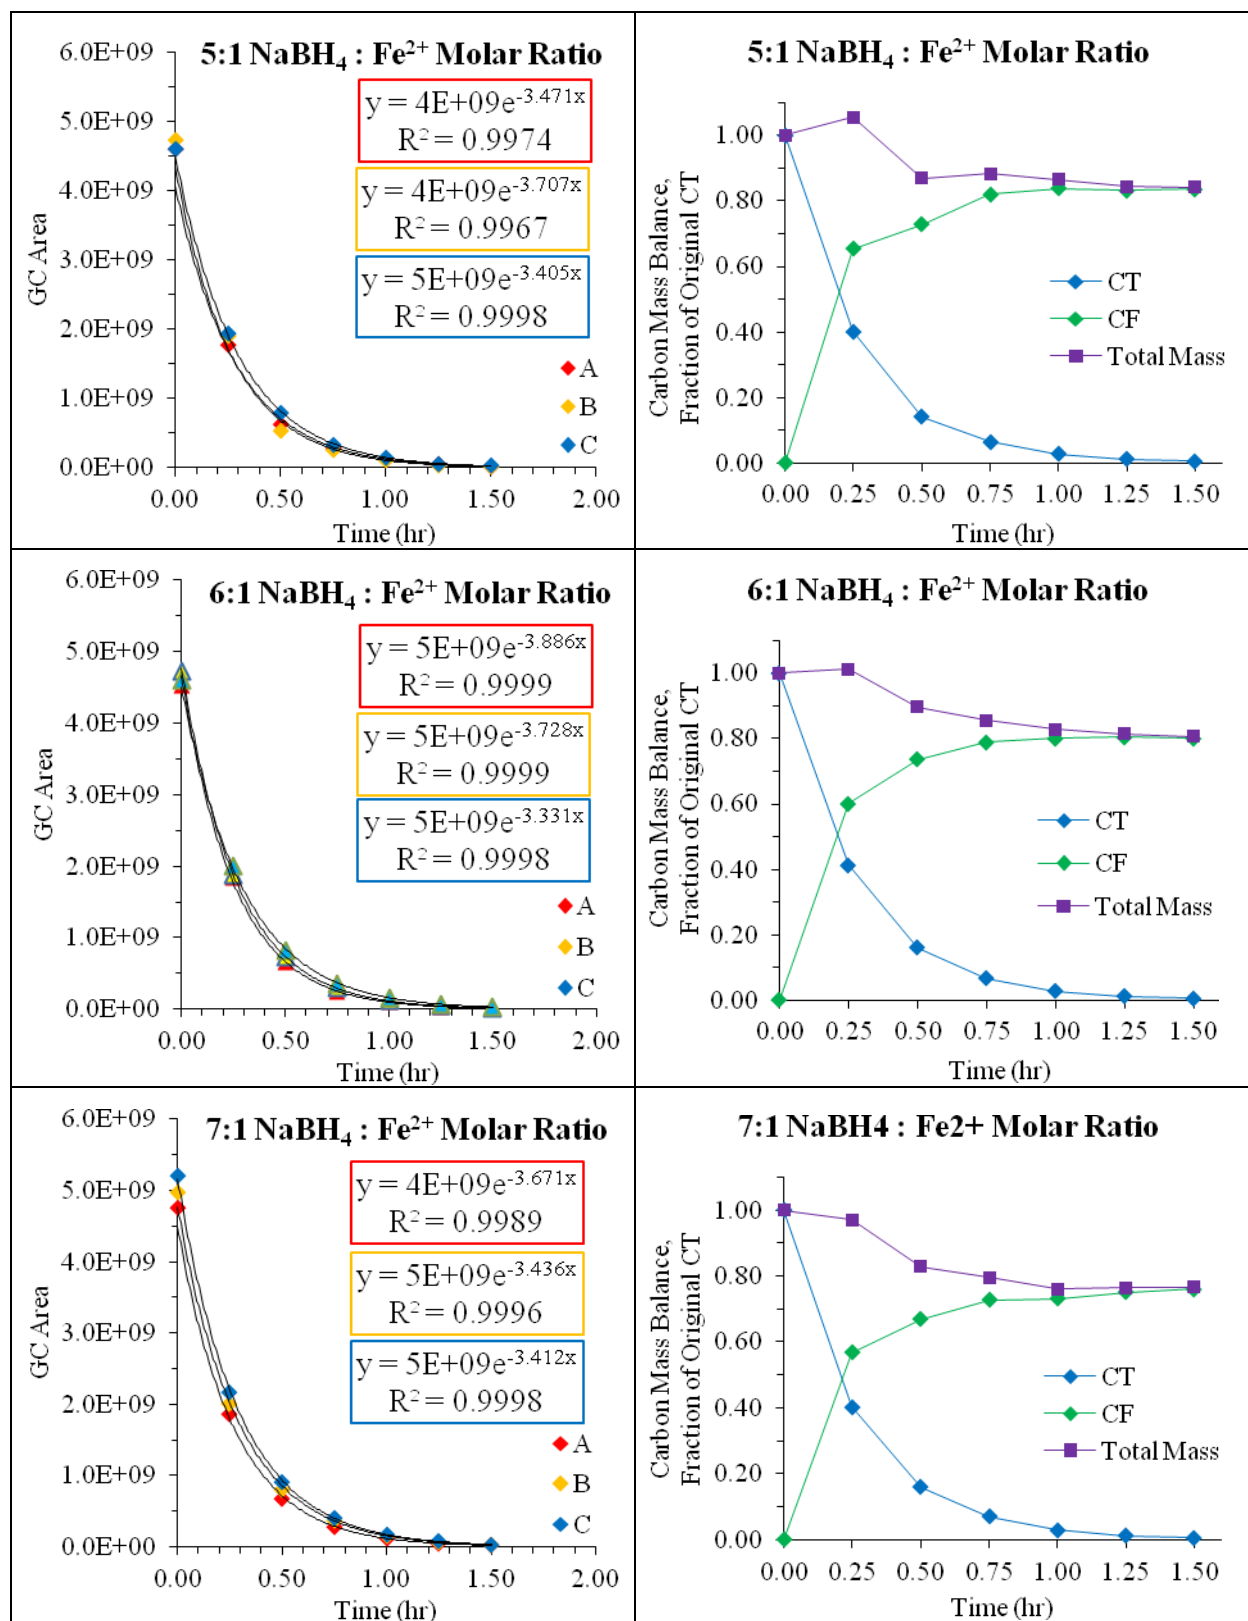 5:1 NaBH₄ : Fe²⁺ Molar Ratio
6.0E+09
5.0E+09
4.0E+09
3.0E+09
2.0E+09
1.0E+09
0.0E+00
GC Area
y = 4E+09e^-3.471x
R² = 0.9974
y = 4E+09e^-3.707x
R² = 0.9967
y = 5E+09e^-3.405x
R² = 0.9998
A
B
C
0.00 0.50 1.00 1.50 2.00
Time (hr)
5:1 NaBH₄ : Fe²⁺ Molar Ratio
Carbon Mass Balance,
Fraction of Original CT
1.00
0.80
0.60
0.40
0.20
0.00
CT
CF
Total Mass
0.00 0.25 0.50 0.75 1.00 1.25 1.50
Time (hr)
6:1 NaBH₄ : Fe²⁺ Molar Ratio
6.0E+09
5.0E+09
4.0E+09
3.0E+09
2.0E+09
1.0E+09
0.0E+00
GC Area
y = 5E+09e^-3.886x
R² = 0.9999
y = 5E+09e^-3.728x
R² = 0.9999
y = 5E+09e^-3.331x
R² = 0.9998
A
B
C
0.00 0.50 1.00 1.50 2.00
Time (hr)
6:1 NaBH₄ : Fe²⁺ Molar Ratio
Carbon Mass Balance,
Fraction of Original CT
1.00
0.80
0.60
0.40
0.20
0.00
CT
CF
Total Mass
0.00 0.25 0.50 0.75 1.00 1.25 1.50
Time (hr)
7:1 NaBH₄ : Fe²⁺ Molar Ratio
6.0E+09
5.0E+09
4.0E+09
3.0E+09
2.0E+09
1.0E+09
0.0E+00
GC Area
y = 4E+09e^-3.671x
R² = 0.9989
y = 5E+09e^-3.436x
R² = 0.9996
y = 5E+09e^-3.412x
R² = 0.9998
A
B
C
0.00 0.50 1.00 1.50 2.00
Time (hr)
7:1 NaBH4 : Fe2+ Molar Ratio
Carbon Mass Balance,
Fraction of Original CT
1.00
0.80
0.60
0.40
0.20
0.00
CT
CF
Total Mass
0.00 0.25 0.50 0.75 1.00 1.25 1.50
Time (hr)